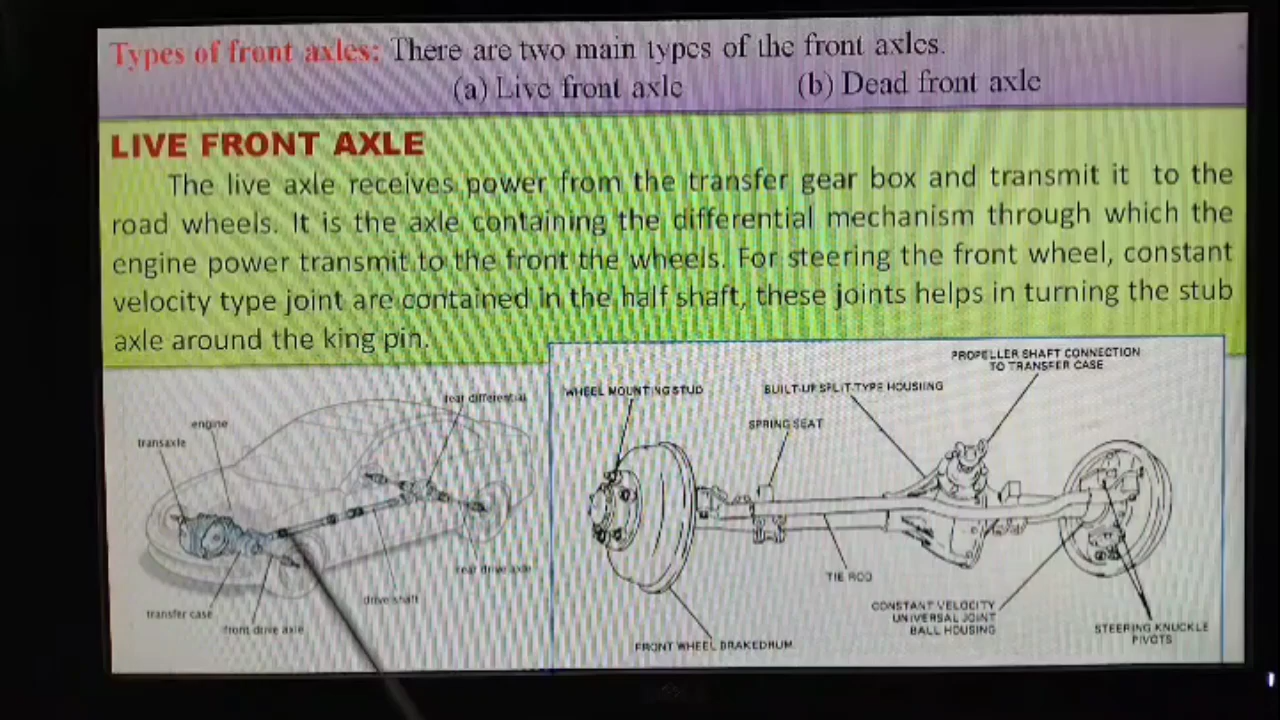 Types of front axles: There are two main types of the front axles.
(a) Live front axle (b) Dead front axle
LIVE FRONT AXLE
The live axle receives power from the transfer gear box and transmit it to the
road wheels. It is the axle containing the differential mechanism through which the
engine power transmit to the front the wheels. For steering the front wheel, constant
velocity type joint are contained in the half shaft, these joints helps in turning the stub
axle around the king pin.
rear differential
engine
transaxle
rear drive axle
drive shaft
transfer case
front drive axle
PROPELLER SHAFT CONNECTION
TO TRANSFER CASE
WHEEL MOUNTING STUD
BUILT-UP SPLIT-TYPE HOUSIING
SPRING SEAT
TIE ROD
CONSTANT VELOCITY
UNIVERSAL JOINT
BALL HOUSING
STEERING KNUCKLE
PIVOTS
FRONT WHEEL BRAKEDRUM